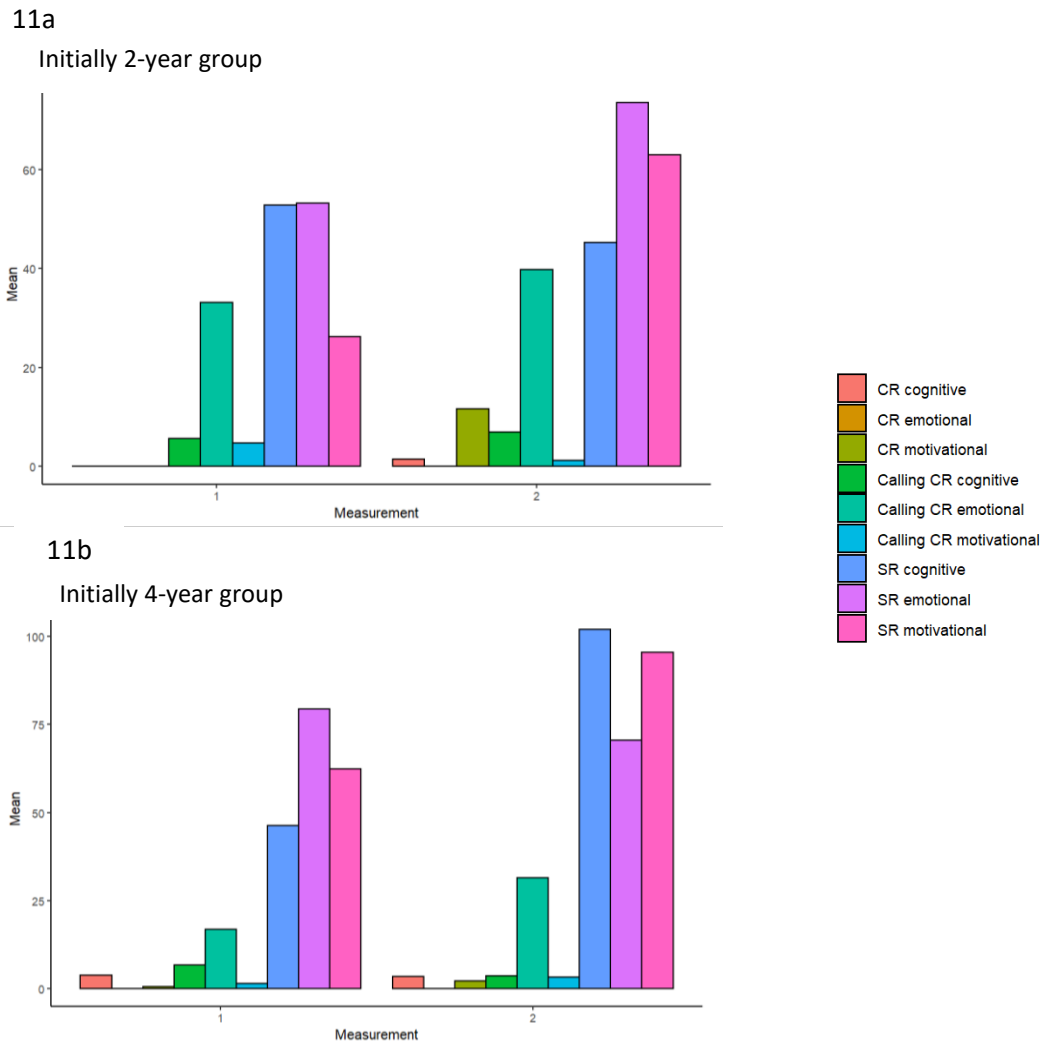 11a
Initially 2-year group
60
40
20
0
Mean
1
2
Measurement
11b
Initially 4-year group
100
75
50
25
0
Mean
1
2
Measurement
CR cognitive
CR emotional
CR motivational
Calling CR cognitive
Calling CR emotional
Calling CR motivational
SR cognitive
SR emotional
SR motivational